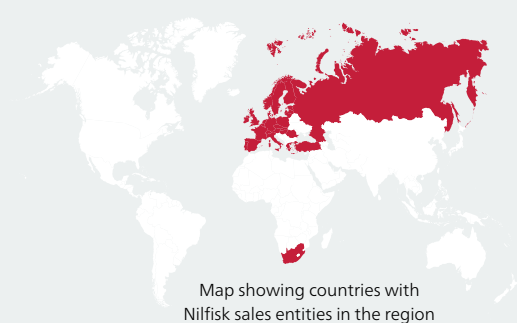 Map showing countries with
Nilfisk sales entities in the region